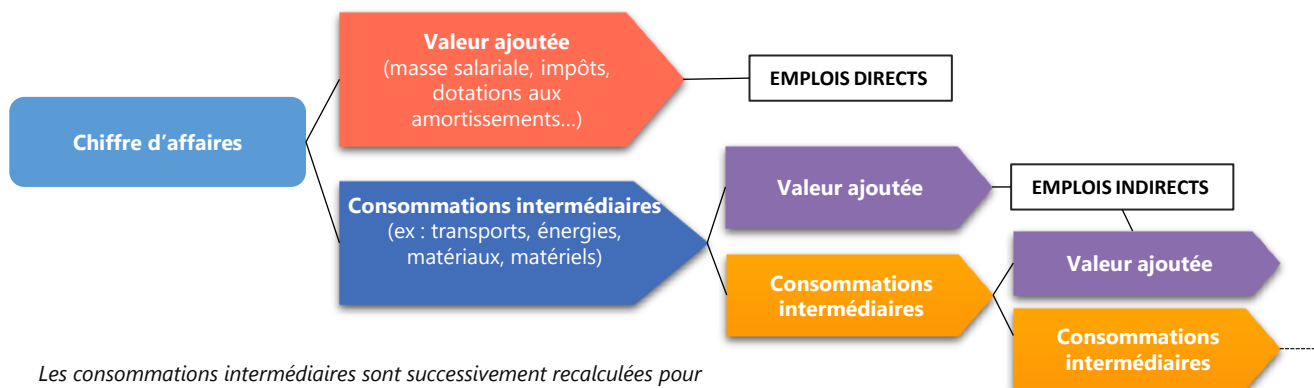 Valeur ajoutée
(masse salariale, impôts,
dotations aux
amortissements…)
EMPLOIS DIRECTS
Chiffre d’affaires
Consommations intermédiaires
(ex : transports, énergies,
matériaux, matériels)
Valeur ajoutée
EMPLOIS INDIRECTS
Consommations
intermédiaires
Valeur ajoutée
Consommations
intermédiaires
Les consommations intermédiaires sont successivement recalculées pour